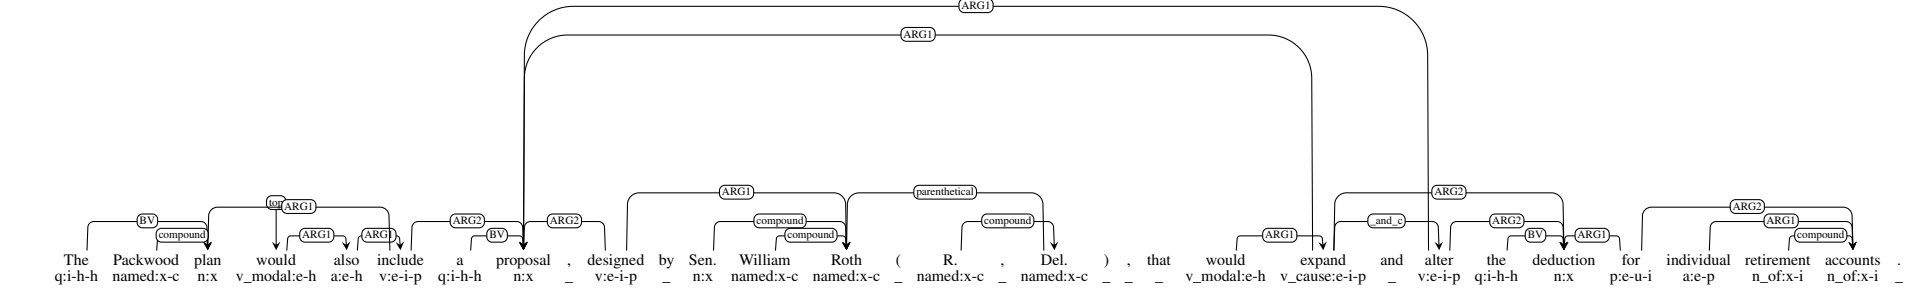 ARG1
ARG1
ARG1 parenthetical ARG2
top ARG1 ARG2
BV ARG2 ARG2 compound compound _and_c ARG2 ARG1
compound ARG1 ARG1 BV compound ARG1 BV ARG1 compound
The Packwood plan would also include a proposal , designed by Sen. William Roth ( R. , Del. ) , that would expand and alter the deduction for individual retirement accounts .
q:i-h-h named:x-c n:x v_modal:e-h a:e-h v:e-i-p q:i-h-h n:x _ v:e-i-p _ n:x named:x-c named:x-c _ named:x-c _ named:x-c _ _ _ v_modal:e-h v_cause:e-i-p _ v:e-i-p q:i-h-h n:x p:e-u-i a:e-p n_of:x-i n_of:x-i _